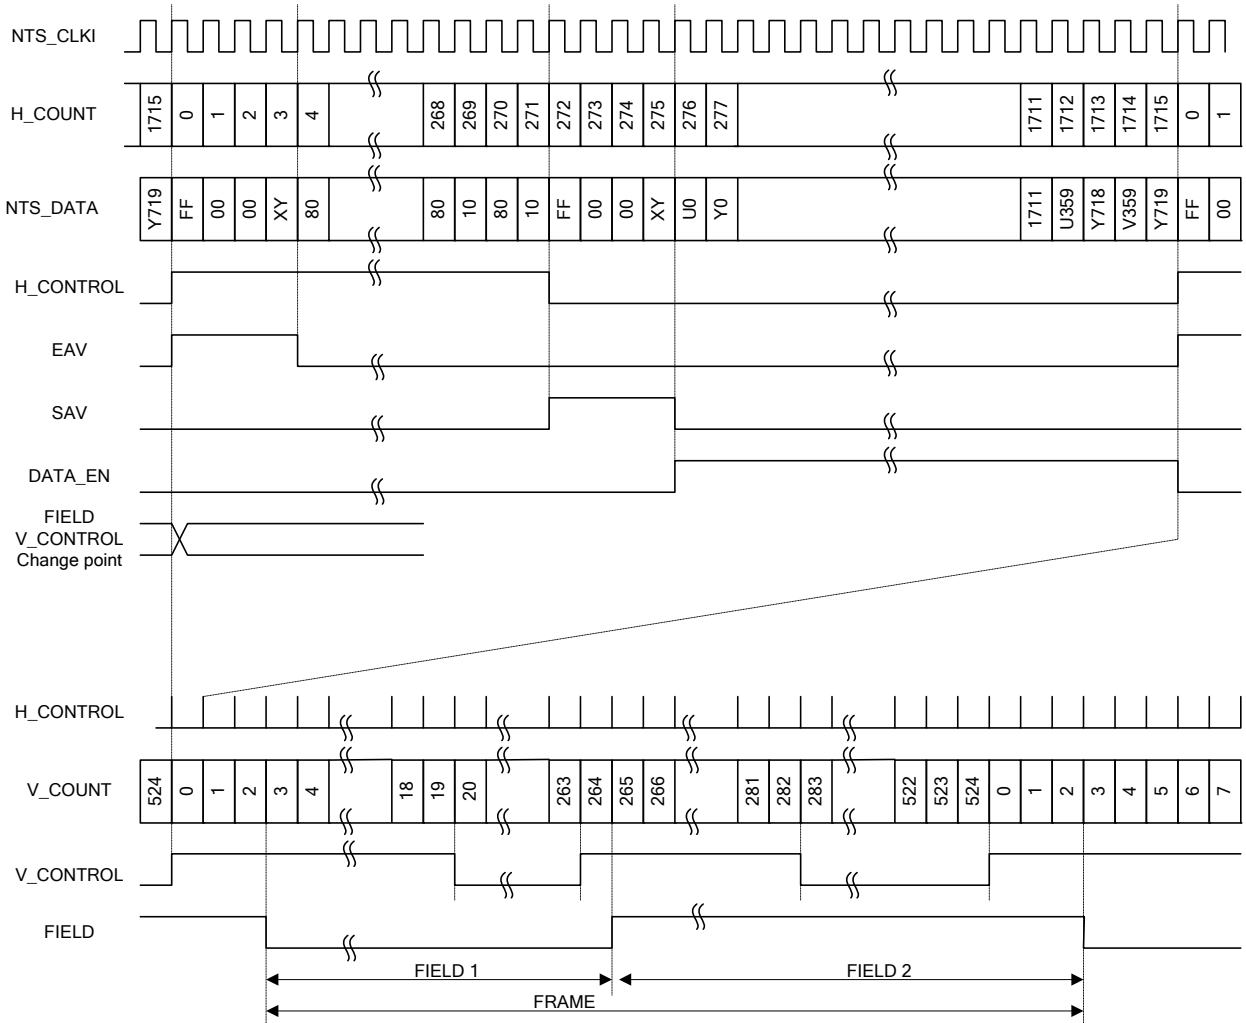 NTS_CLKI
H_COUNT 1715 0 1 2 3 4 268 269 270 271 272 273 274 275 276 277 1711 1712 1713 1714 1715 0 1
NTS_DATA Y719 FF 00 00 XY 80 80 10 80 10 FF 00 00 XY U0 Y0 1711 U359 Y718 V359 Y719 FF 00
H_CONTROL
EAV
SAV
DATA_EN
FIELD
V_CONTROL
Change point
H_CONTROL
V_COUNT 524 0 1 2 3 4 18 19 20 263 264 265 266 281 282 283 522 523 524 0 1 2 3 4 5 6 7
V_CONTROL
FIELD
FIELD 1 FIELD 2
FRAME